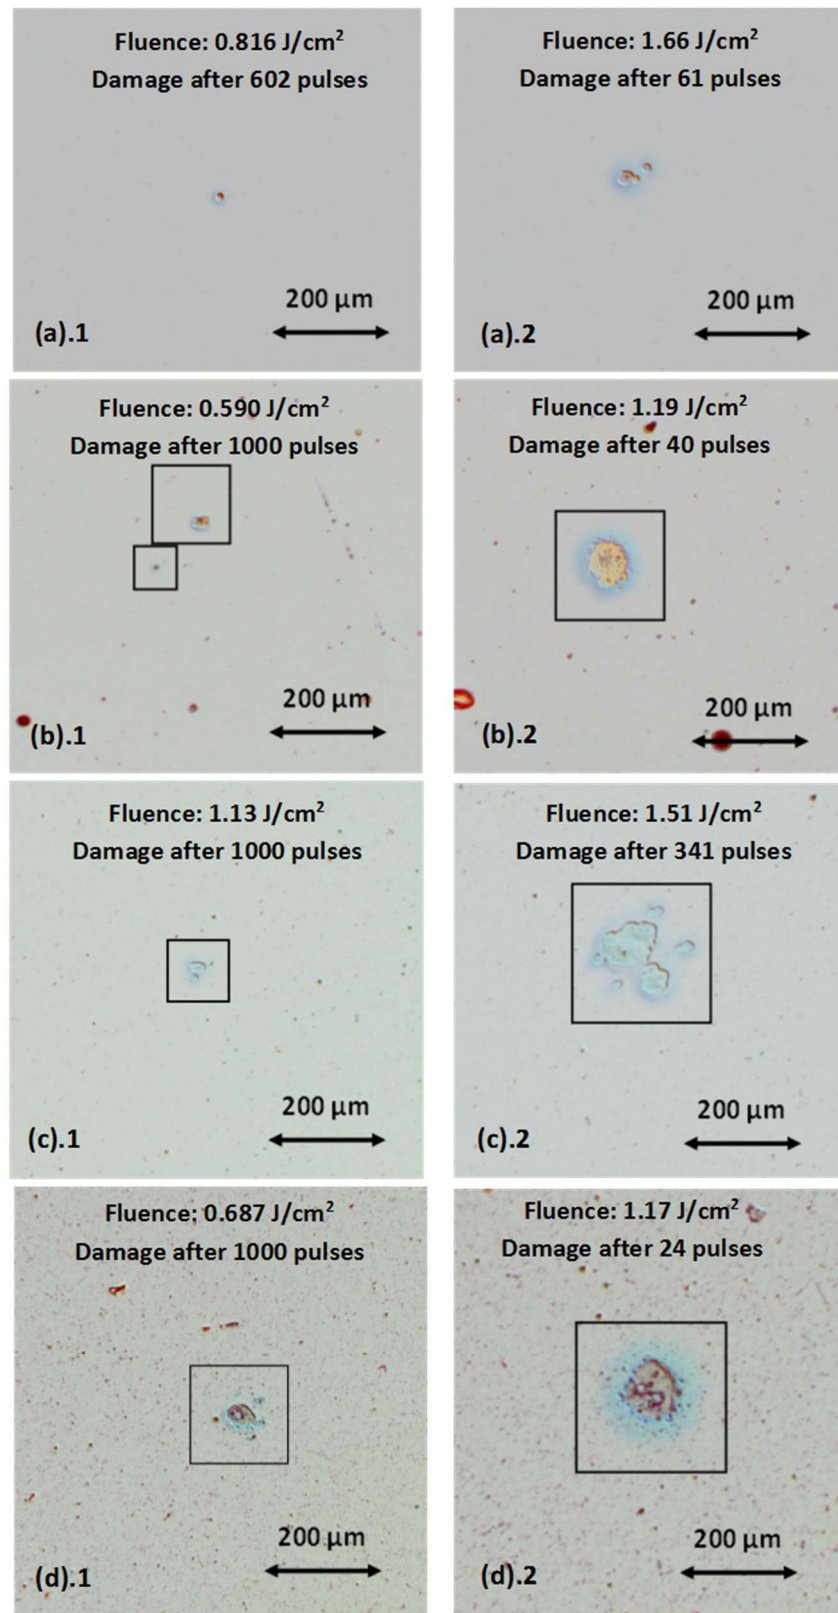 Fluence: 0.816 J/cm²
Damage after 602 pulses
200 µm
(a).1
Fluence: 1.66 J/cm²
Damage after 61 pulses
200 µm
(a).2
Fluence: 0.590 J/cm²
Damage after 1000 pulses
200 µm
(b).1
Fluence: 1.19 J/cm²
Damage after 40 pulses
200 µm
(b).2
Fluence: 1.13 J/cm²
Damage after 1000 pulses
200 µm
(c).1
Fluence: 1.51 J/cm²
Damage after 341 pulses
200 µm
(c).2
Fluence: 0.687 J/cm²
Damage after 1000 pulses
200 µm
(d).1
Fluence: 1.17 J/cm²
Damage after 24 pulses
200 µm
(d).2